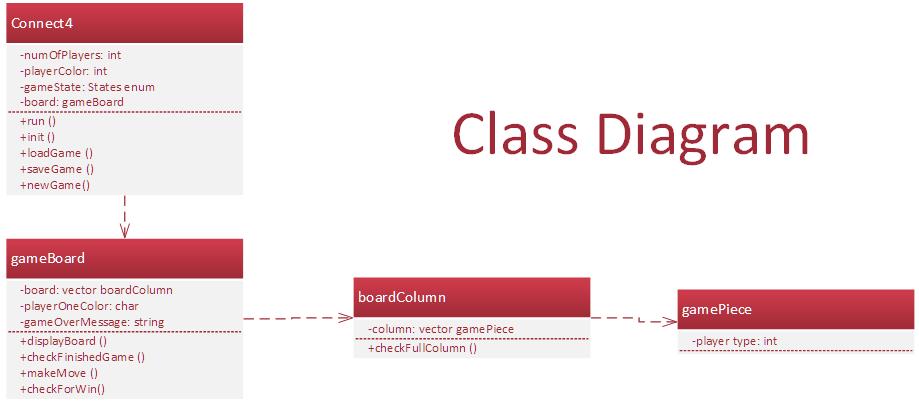 Connect4
-numOfPlayers: int
-playerColor: int
-gameState: States enum
-board: gameBoard
+run ()
+init ()
+loadGame ()
+saveGame ()
+newGame()
Class Diagram
gameBoard
-board: vector boardColumn
-playerOneColor: char
-gameOverMessage: string
+displayBoard ()
+checkFinishedGame ()
+makeMove ()
+checkForWin()
boardColumn
-column: vector gamePiece
+checkFullColumn ()
gamePiece
-player type: int